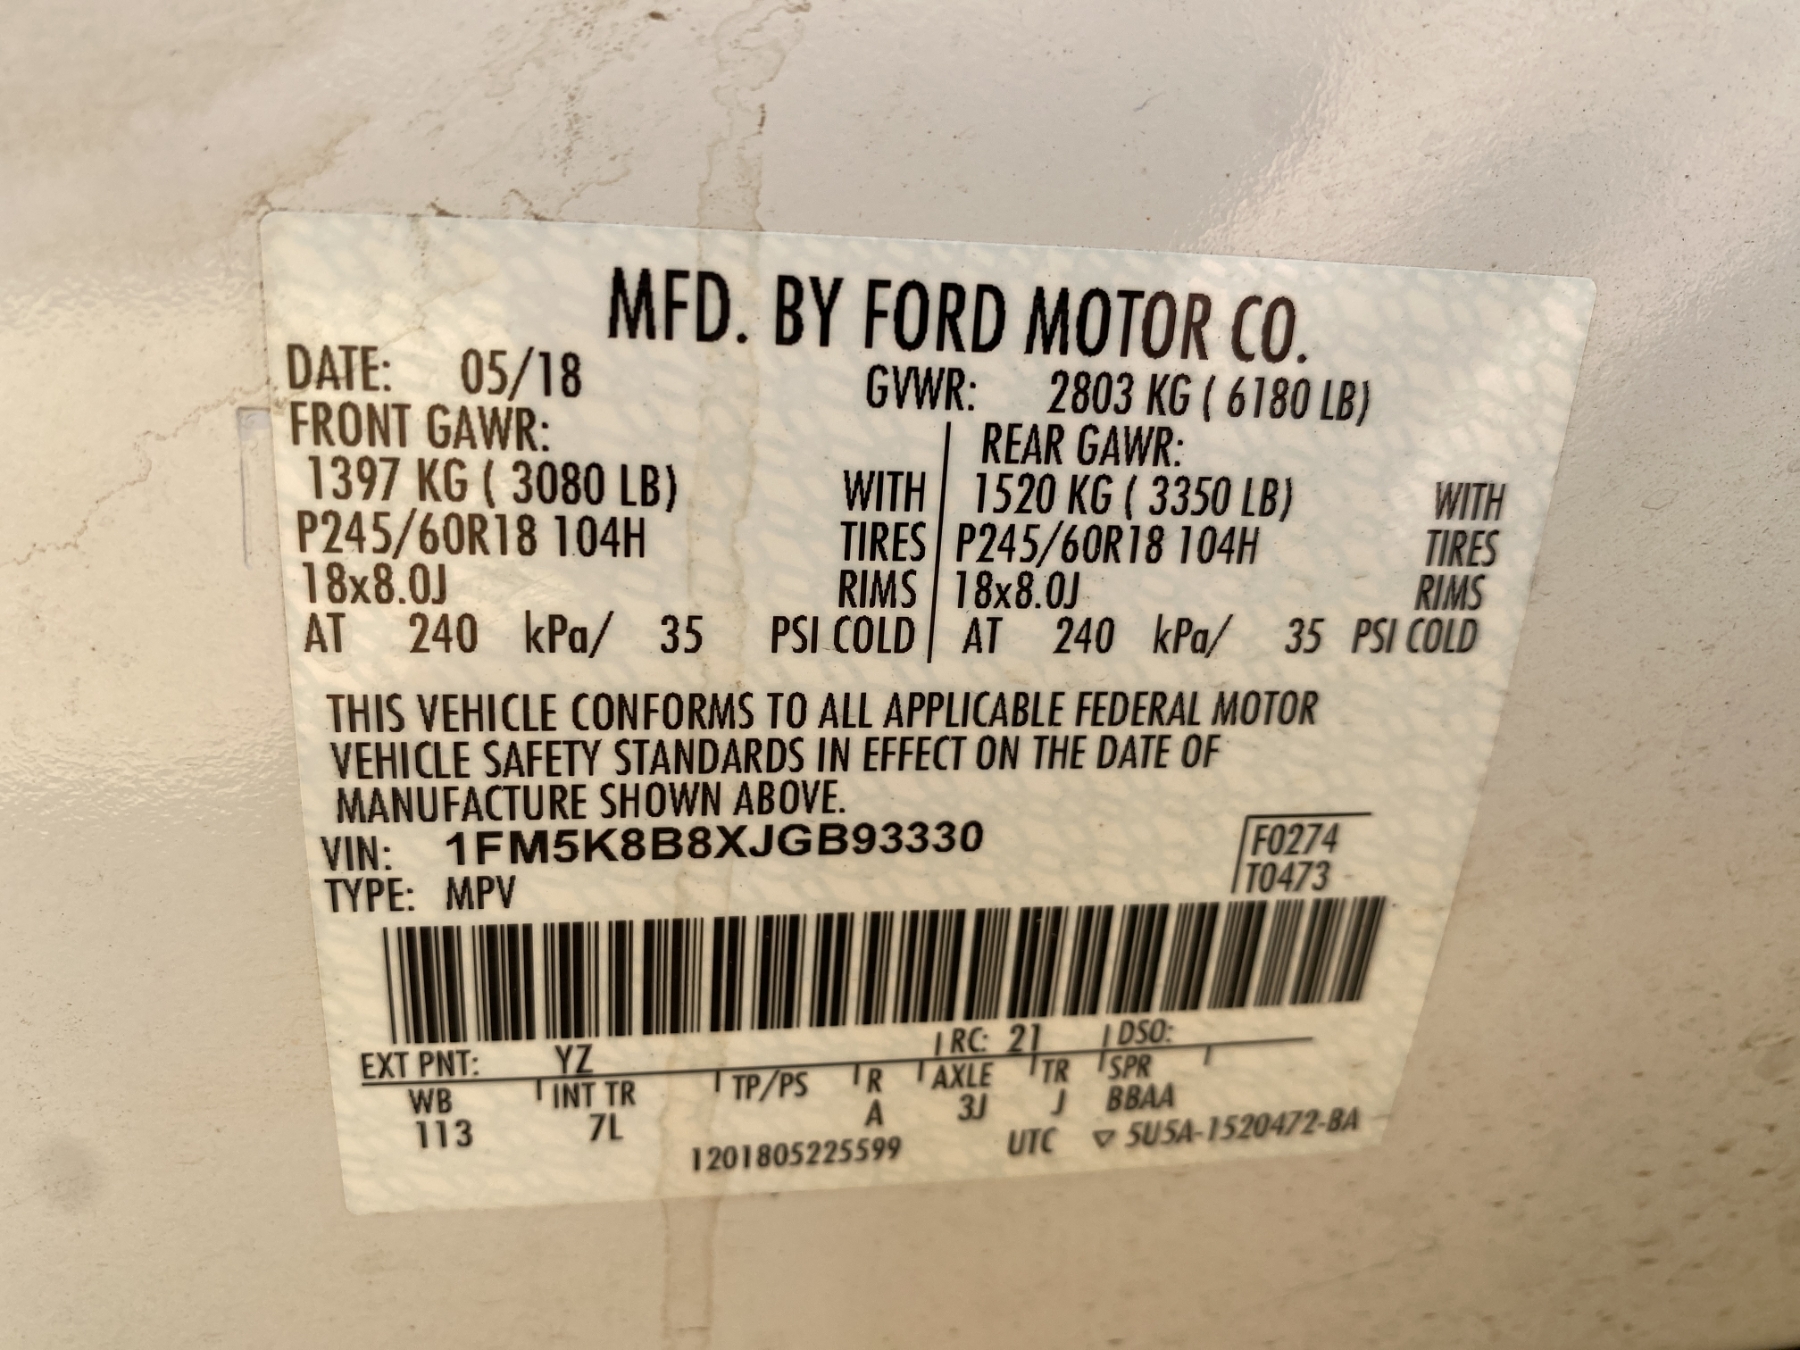 MFD. BY FORD MOTOR CO.
DATE: 05/18 GVWR: 2803 KG ( 6180 LB)
FRONT GAWR: REAR GAWR:
1397 KG ( 3080 LB) WITH 1520 KG ( 3350 LB) WITH
P245/60R18 104H TIRES P245/60R18 104H TIRES
18x8.0J RIMS 18x8.0J RIMS
AT 240 kPa/ 35 PSI COLD AT 240 kPa/ 35 PSI COLD
THIS VEHICLE CONFORMS TO ALL APPLICABLE FEDERAL MOTOR
VEHICLE SAFETY STANDARDS IN EFFECT ON THE DATE OF
MANUFACTURE SHOWN ABOVE.
VIN: 1FM5K8B8XJGB93330 F0274
TYPE: MPV T0473
EXT PNT: YZ RC: 21 DSO:
WB INT TR TP/PS R AXLE TR SPR
113 7L A 3J J BBAA
1201805225599 UTC ▽ 5U5A-1520472-BA